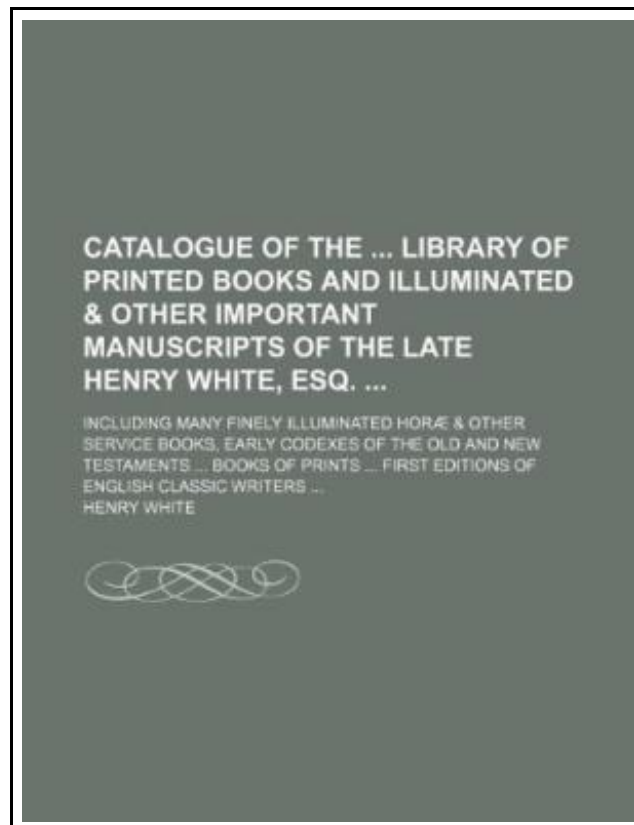 CATALOGUE OF THE ... LIBRARY OF
PRINTED BOOKS AND ILLUMINATED
& OTHER IMPORTANT
MANUSCRIPTS OF THE LATE
HENRY WHITE, ESQ. ...
INCLUDING MANY FINELY ILLUMINATED HORÆ & OTHER
SERVICE BOOKS, EARLY CODEXES OF THE OLD AND NEW
TESTAMENTS ... BOOKS OF PRINTS ... FIRST EDITIONS OF
ENGLISH CLASSIC WRITERS ...
HENRY WHITE